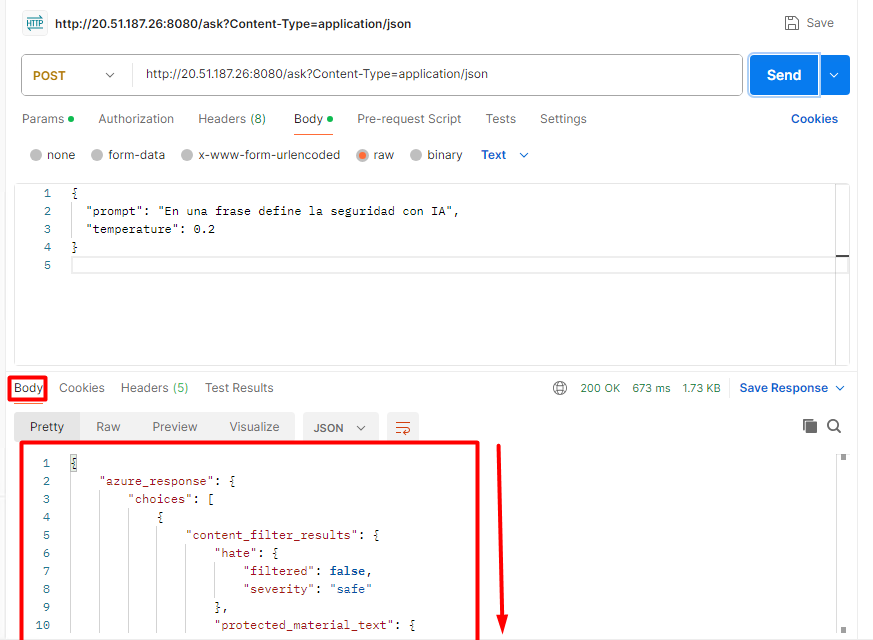 HTTP http://20.51.187.26:8080/ask?Content-Type=application/json Save
POST http://20.51.187.26:8080/ask?Content-Type=application/json Send
Params Authorization Headers (8) Body Pre-request Script Tests Settings Cookies
none form-data x-www-form-urlencoded raw binary Text
1 {
2 "prompt": "En una frase define la seguridad con IA",
3 "temperature": 0.2
4 }
5
Body Cookies Headers (5) Test Results 200 OK 673 ms 1.73 KB Save Response
Pretty Raw Preview Visualize JSON
1 {
2 "azure_response": {
3 "choices": [
4 {
5 "content_filter_results": {
6 "hate": {
7 "filtered": false,
8 "severity": "safe"
9 },
10 "protected_material_text": {